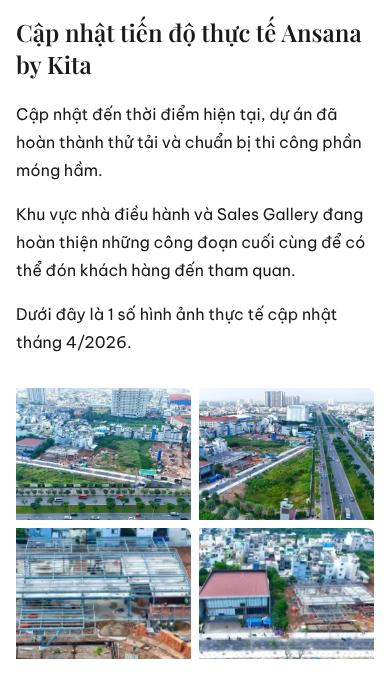 Cập nhật tiến độ thực tế Ansana
by Kita
Cập nhật đến thời điểm hiện tại, dự án đã
hoàn thành thử tải và chuẩn bị thi công phần
móng hầm.
Khu vực nhà điều hành và Sales Gallery đang
hoàn thiện những công đoạn cuối cùng để có
thể đón khách hàng đến tham quan.
Dưới đây là 1 số hình ảnh thực tế cập nhật
tháng 4/2026.